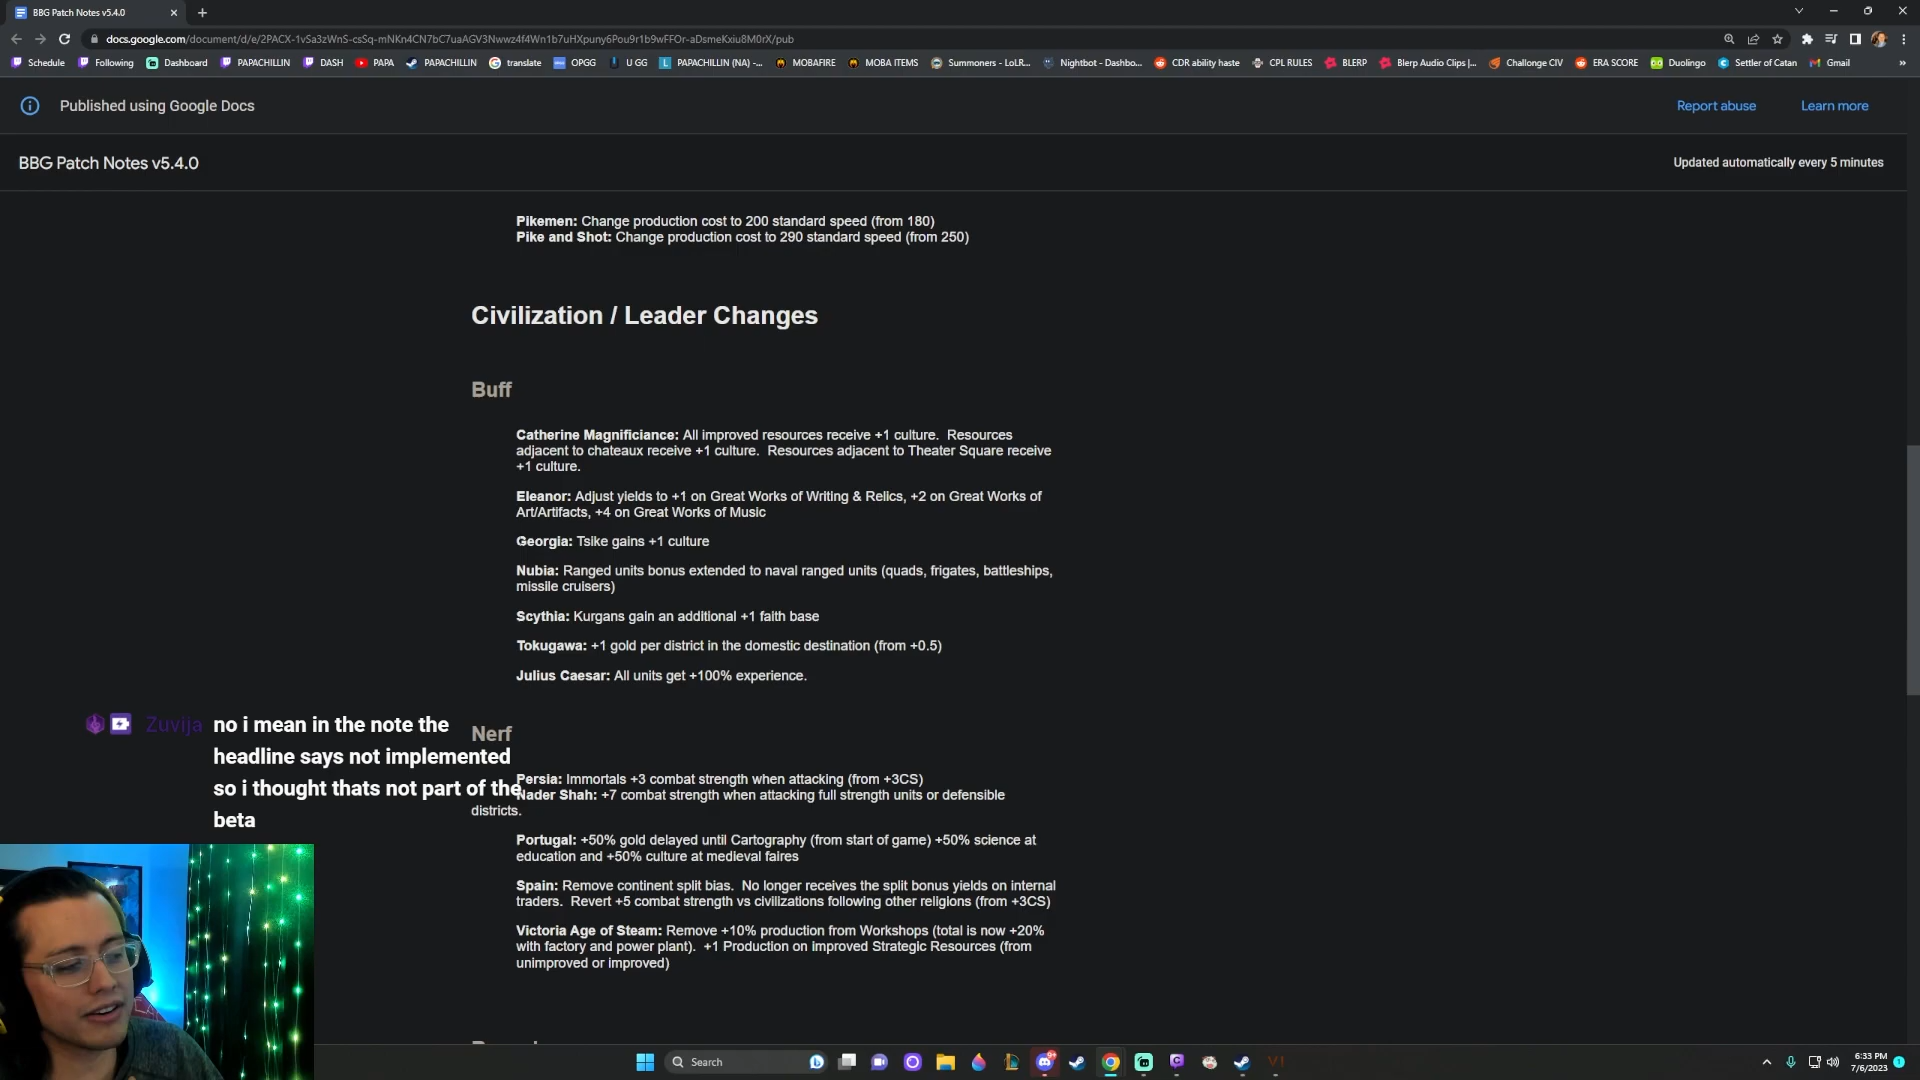 BBG Patch Notes v5.4.0
docs.google.com/document/d/e/2PACX-1vSa3zWnS-csSq-mNKn4CN7bC7uaAGV3Nwwz4f4Wn1b7uHXpuny6Pou9r1b9wFFOr-aDsmeKxiu8M0rX/pub
Schedule Following Dashboard PAPACHILLIN DASH PAPA PAPACHILLIN translate OPGG U GG PAPACHILLIN (NA) -... MOBAFIRE MOBA ITEMS Summoners - LoLR... Nightbot - Dashbo... CDR ability haste CPL RULES BLERP Blerp Audio Clips |... Challonge CIV ERA SCORE Duolingo Settler of Catan Gmail »
Published using Google Docs Report abuse Learn more
BBG Patch Notes v5.4.0 Updated automatically every 5 minutes
Pikemen: Change production cost to 200 standard speed (from 180)
Pike and Shot: Change production cost to 290 standard speed (from 250)
Civilization / Leader Changes
Buff
Catherine Magnificiance: All improved resources receive +1 culture. Resources
adjacent to chateaux receive +1 culture. Resources adjacent to Theater Square receive
+1 culture.
Eleanor: Adjust yields to +1 on Great Works of Writing & Relics, +2 on Great Works of
Art/Artifacts, +4 on Great Works of Music
Georgia: Tsike gains +1 culture
Nubia: Ranged units bonus extended to naval ranged units (quads, frigates, battleships,
missile cruisers)
Scythia: Kurgans gain an additional +1 faith base
Tokugawa: +1 gold per district in the domestic destination (from +0.5)
Julius Caesar: All units get +100% experience.
Zuvija no i mean in the note the
headline says not implemented
so i thought thats not part of the
beta
Nerf
Persia: Immortals +3 combat strength when attacking (from +3CS)
Nader Shah: +7 combat strength when attacking full strength units or defensible
districts.
Portugal: +50% gold delayed until Cartography (from start of game) +50% science at
education and +50% culture at medieval faires
Spain: Remove continent split bias. No longer receives the split bonus yields on internal
traders. Revert +5 combat strength vs civilizations following other religions (from +3CS)
Victoria Age of Steam: Remove +10% production from Workshops (total is now +20%
with factory and power plant). +1 Production on improved Strategic Resources (from
unimproved or improved)
Search
6:33 PM
7/6/2023